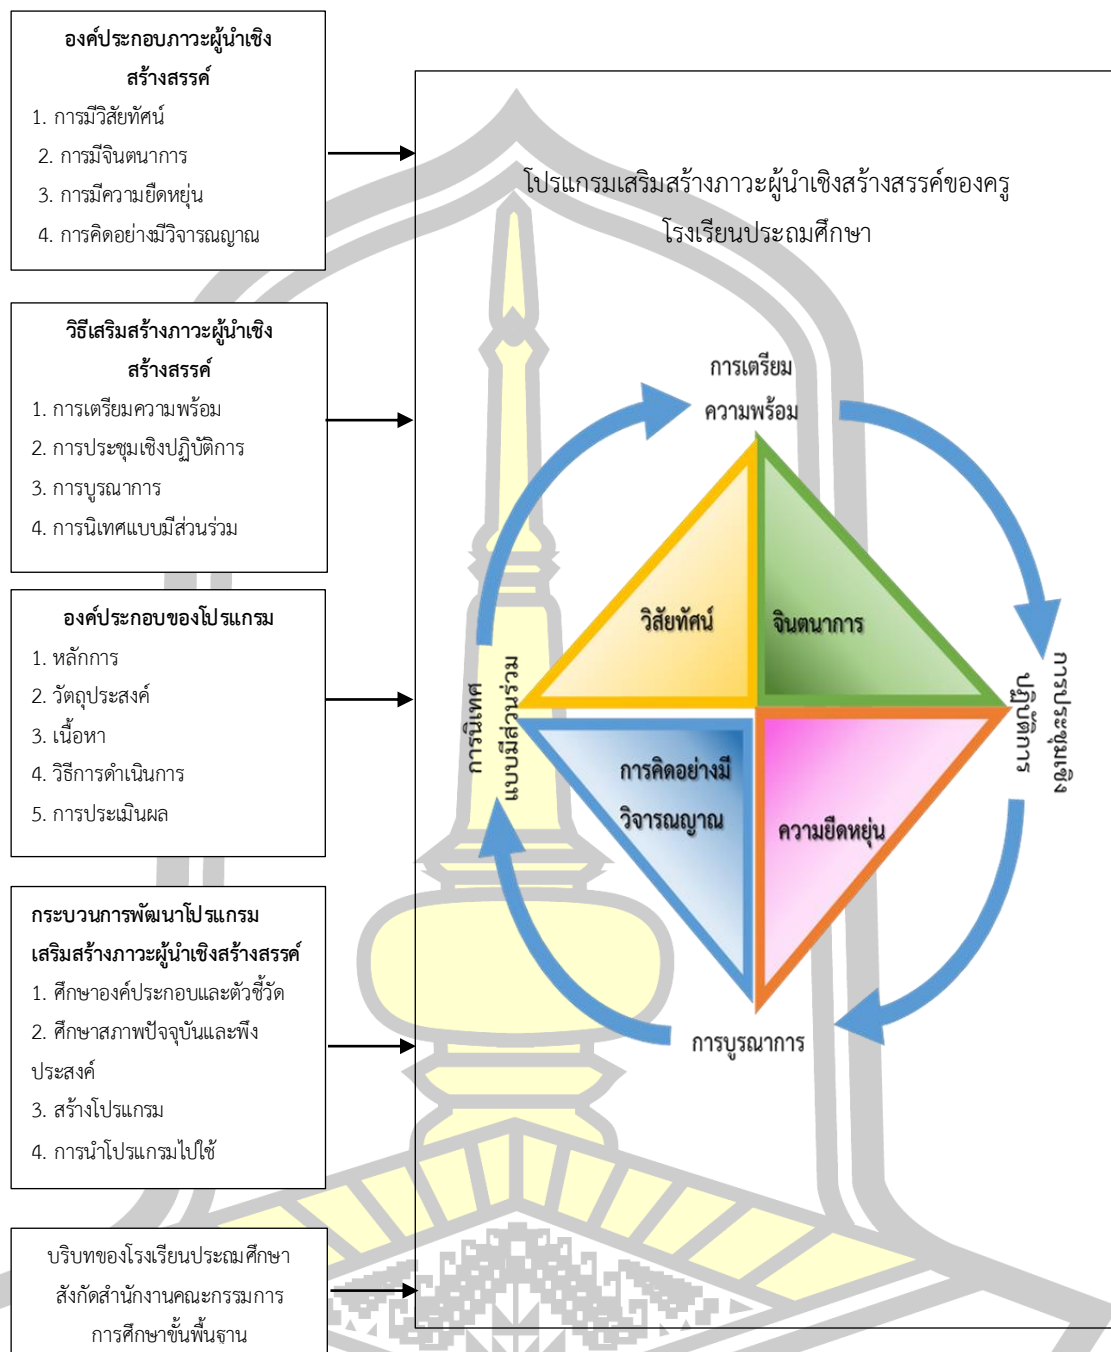 องค์ประกอบภาวะผู้นำเชิง
สร้างสรรค์
1. การมีวิสัยทัศน์
2. การมีจินตนาการ
3. การมีความยืดหยุ่น
4. การคิดอย่างมีวิจารณญาณ
วิธีเสริมสร้างภาวะผู้นำเชิง
สร้างสรรค์
1. การเตรียมความพร้อม
2. การประชุมเชิงปฏิบัติการ
3. การบูรณาการ
4. การนิเทศแบบมีส่วนร่วม
องค์ประกอบของโปรแกรม
1. หลักการ
2. วัตถุประสงค์
3. เนื้อหา
4. วิธีการดำเนินการ
5. การประเมินผล
กระบวนการพัฒนาโปรแกรม
เสริมสร้างภาวะผู้นำเชิงสร้างสรรค์
1. ศึกษาองค์ประกอบและตัวชี้วัด
2. ศึกษาสภาพปัจจุบันและพึง
ประสงค์
3. สร้างโปรแกรม
4. การนำโปรแกรมไปใช้
บริบทของโรงเรียนประถมศึกษา
สังกัดสำนักงานคณะกรรมการ
การศึกษาขั้นพื้นฐาน
โปรแกรมเสริมสร้างภาวะผู้นำเชิงสร้างสรรค์ของครู
โรงเรียนประถมศึกษา
การเตรียม
ความพร้อม
วิสัยทัศน์
จินตนาการ
การประชุมเชิง
ปฏิบัติการ
การนิเทศ
แบบมีส่วนร่วม
การคิดอย่างมี
วิจารณญาณ
ความยืดหยุ่น
การบูรณาการ